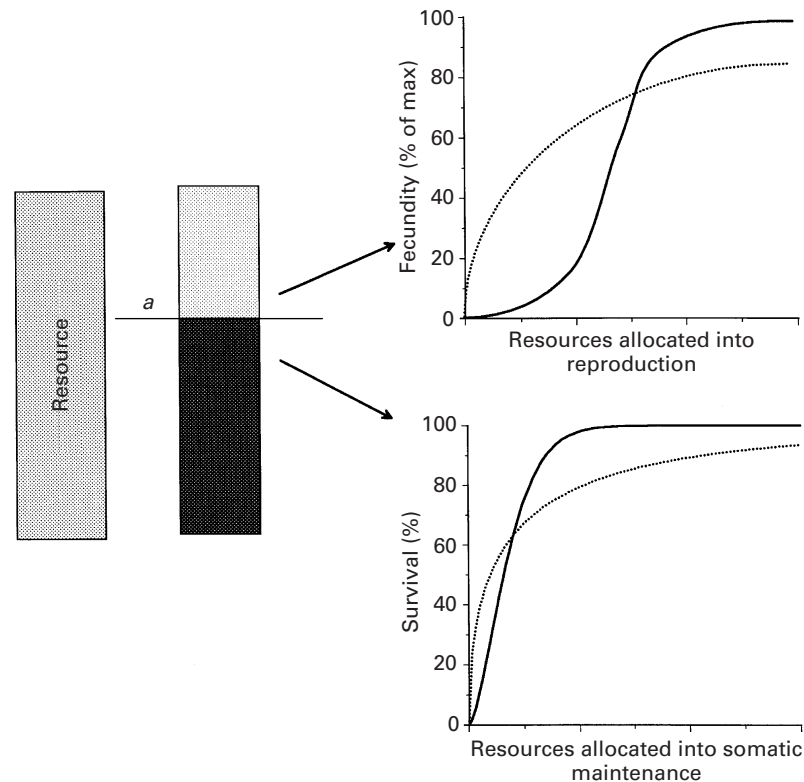 Resource
a
Fecundity (% of max)
100
80
60
40
20
0
Resources allocated into
reproduction
Survival (%)
100
80
60
40
20
0
Resources allocated into somatic
maintenance